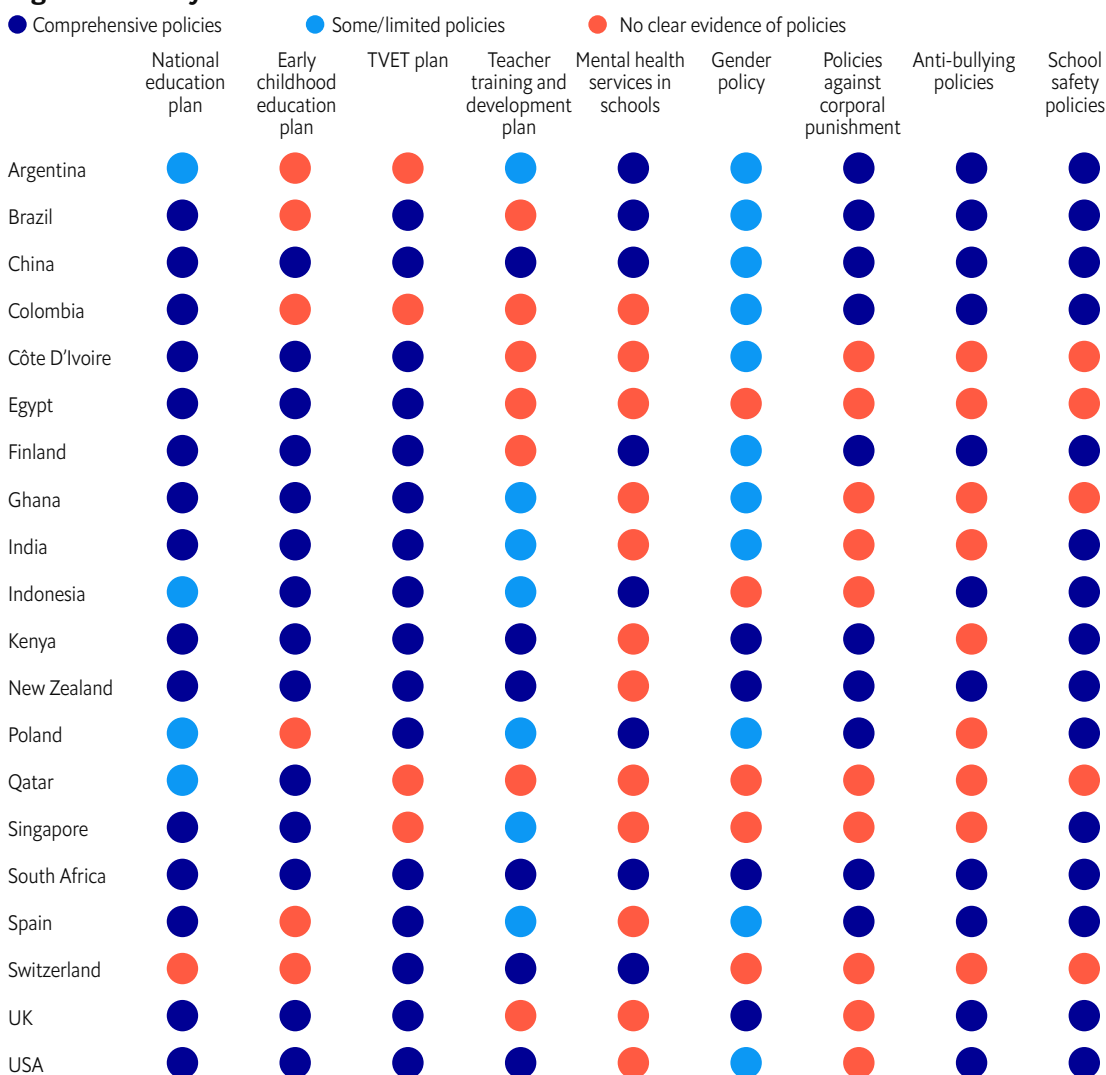 Comprehensive policies
Some/limited policies
No clear evidence of policies
National
education
plan
Early
childhood
education
plan
TVET plan
Teacher
training and
development
plan
Mental health
services in
schools
Gender
policy
Policies
against
corporal
punishment
Anti-bullying
policies
School
safety
policies
Argentina
Brazil
China
Colombia
Côte D’Ivoire
Egypt
Finland
Ghana
India
Indonesia
Kenya
New Zealand
Poland
Qatar
Singapore
South Africa
Spain
Switzerland
UK
USA